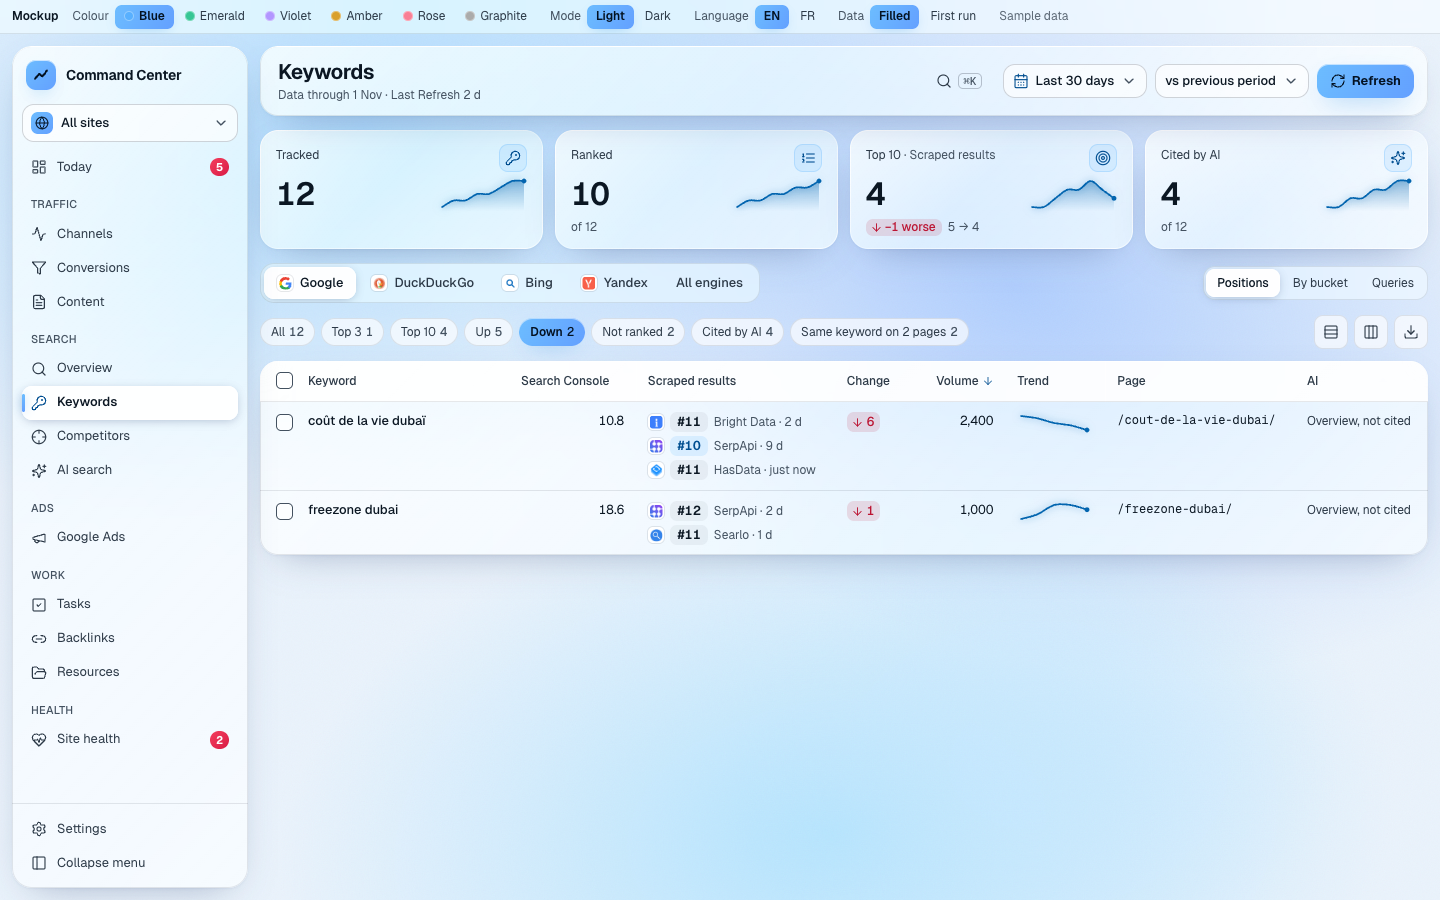 Mockup Colour Blue Emerald Violet Amber Rose Graphite Mode Light Dark Language EN FR Data Filled First run Sample data
Command Center
All sites
Today 5
TRAFFIC
Channels
Conversions
Content
SEARCH
Overview
Keywords
Competitors
AI search
ADS
Google Ads
WORK
Tasks
Backlinks
Resources
HEALTH
Site health 2
Settings
Collapse menu
Keywords
Data through 1 Nov · Last Refresh 2 d
⌘K Last 30 days vs previous period Refresh
Tracked
12
Ranked
10
of 12
Top 10 · Scraped results
4
↓ −1 worse 5 → 4
Cited by AI
4
of 12
Google DuckDuckGo Bing Yandex All engines
Positions By bucket Queries
All 12 Top 3 1 Top 10 4 Up 5 Down 2 Not ranked 2 Cited by AI 4 Same keyword on 2 pages 2
Keyword Search Console Scraped results Change Volume ↓ Trend Page AI
coût de la vie dubaï 10.8 #11 Bright Data · 2 d ↓ 6 2,400 /cout-de-la-vie-dubai/ Overview, not cited
#10 SerpApi · 9 d
#11 HasData · just now
freezone dubai 18.6 #12 SerpApi · 2 d ↓ 1 1,000 /freezone-dubai/ Overview, not cited
#11 Searlo · 1 d